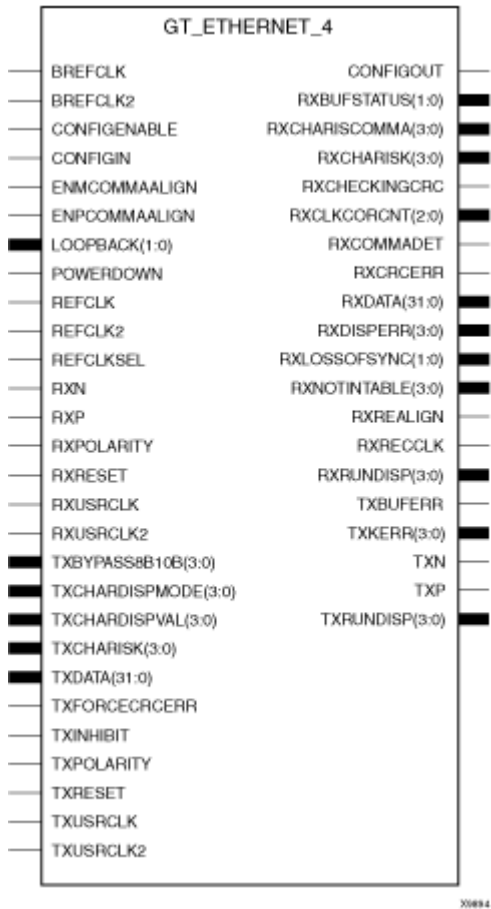 GT_ETHERNET_4
BREFCLK
CONFIGOUT
BREFCLK2
RXBUFSTATUS(1:0)
CONFIGENABLE
RXCHARISCOMMA(3:0)
CONFIGIN
RXCHARISK(3:0)
ENMCOMMAALIGN
RXCHECKINGCRC
ENPCOMMAALIGN
RXCLKCORCNT(2:0)
LOOPBACK(1:0)
RXCOMMADET
POWERDOWN
RXCRCERR
REFCLK
RXDATA(31:0)
REFCLK2
RXDISPERR(3:0)
REFCLKSEL
RXLOSSOFSYNC(1:0)
RXN
RXNOTINTABLE(3:0)
RXP
RXREALIGN
RXPOLARITY
RXRECCLK
RXRESET
RXRUNDISP(3:0)
RXUSRCLK
TXBUFERR
RXUSRCLK2
TXKERR(3:0)
TXBYPASS8B10B(3:0)
TXN
TXCHARDISPMODE(3:0)
TXP
TXCHARDISPVAL(3:0)
TXRUNDISP(3:0)
TXCHARISK(3:0)
TXDATA(31:0)
TXFORCECRCERR
TXINHIBIT
TXPOLARITY
TXRESET
TXUSRCLK
TXUSRCLK2